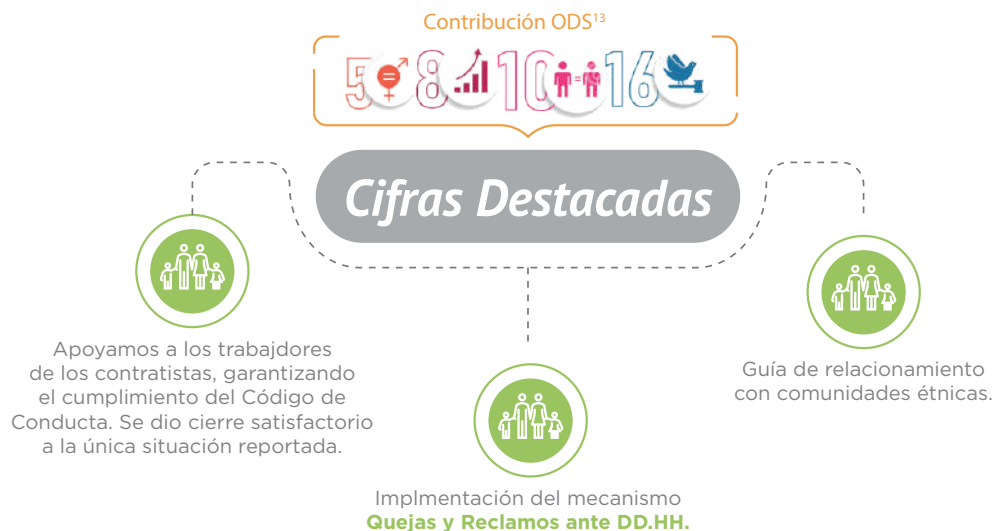 Contribución ODS¹³
5 8 10 16
Cifras Destacadas
Apoyamos a los trabajdores
de los contratistas, garantizando
el cumplimiento del Código de
Conducta. Se dio cierre satisfactorio
a la única situación reportada.
Implmentación del mecanismo
Quejas y Reclamos ante DD.HH.
Guía de relacionamiento
con comunidades étnicas.